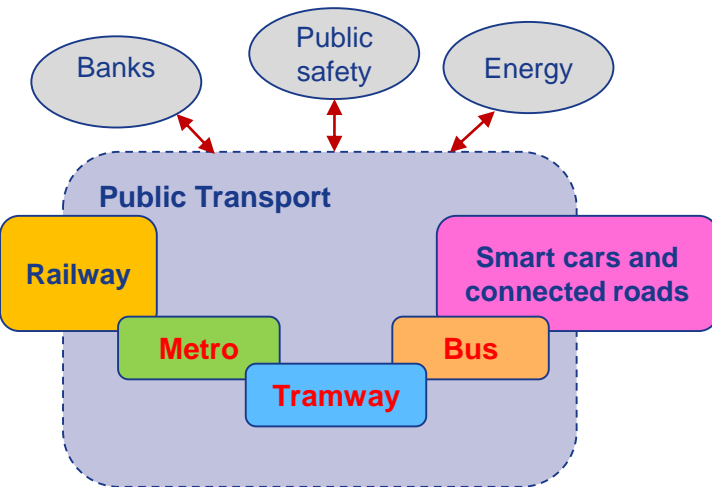 Banks
Public
safety
Energy
Public Transport
Railway
Smart cars and
connected roads
Metro
Bus
Tramway